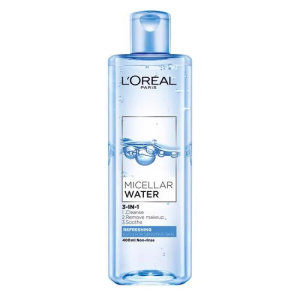 L'ORÉAL
PARIS
MICELLAR
WATER
3-IN-1
1.Cleanse
2.Remove makeup
3.Soothe
REFRESHING
400ml Non-rinse